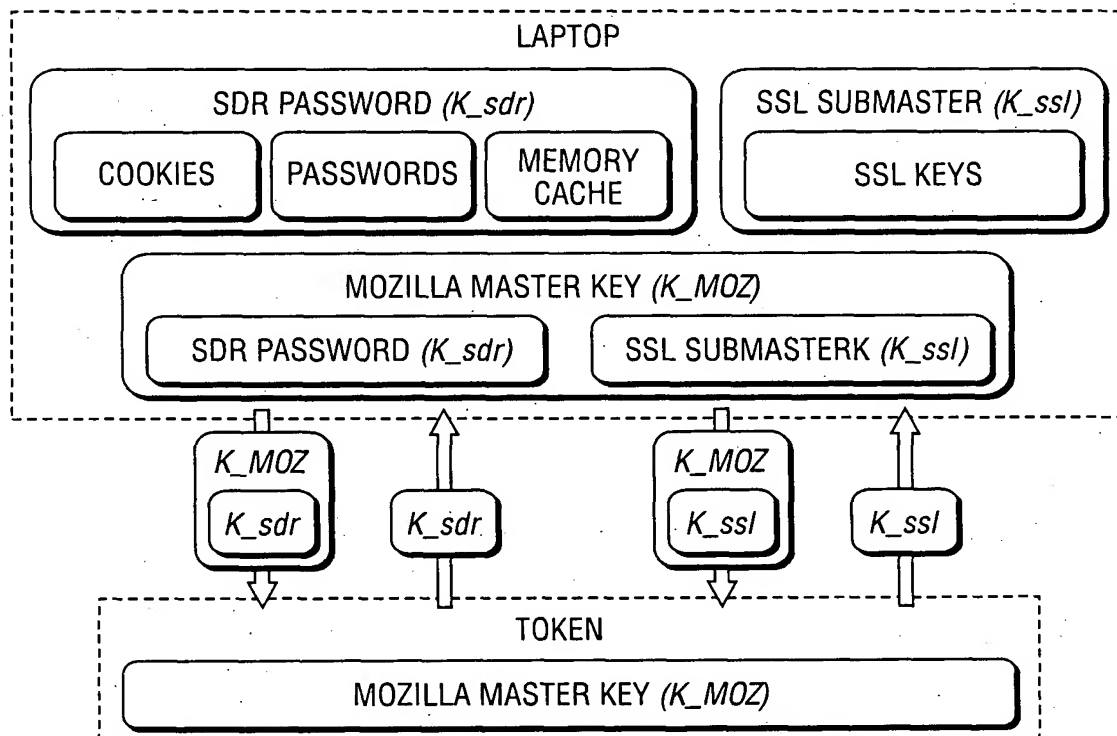 LAPTOP
SDR PASSWORD (K_sdr)
COOKIES
PASSWORDS
MEMORY
CACHE
SSL SUBMASTER (K_ssl)
SSL KEYS
MOZILLA MASTER KEY (K_MOZ)
SDR PASSWORD (K_sdr)
SSL SUBMASTERK (K_ssl)
K_MOZ
K_sdr
K_sdr
K_MOZ
K_ssl
K_ssl
TOKEN
MOZILLA MASTER KEY (K_MOZ)